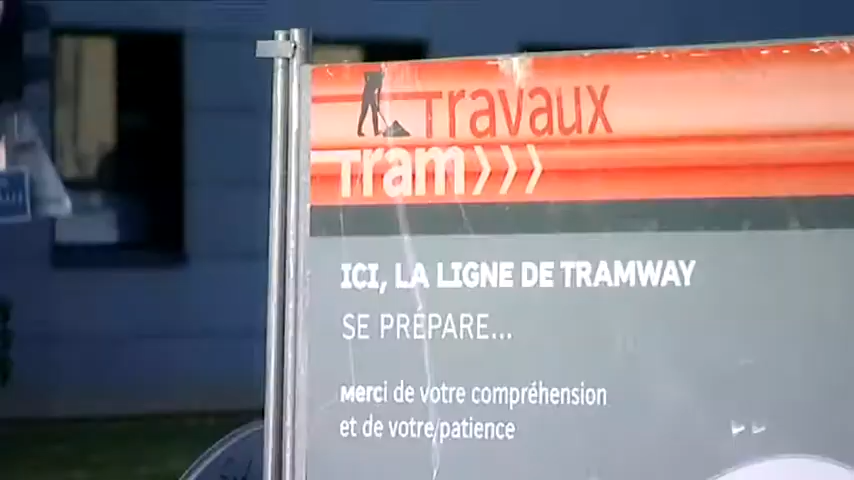 Travaux
Tram
ICI, LA LIGNE DE TRAMWAY
SE PRÉPARE...
Merci de votre compréhension
et de votre patience